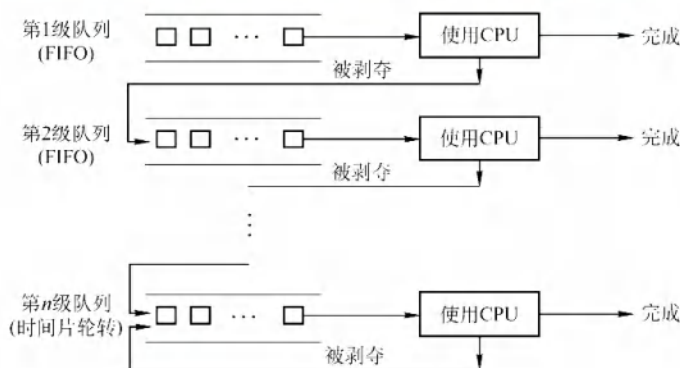 第1级队列
(FIFO)
···
使用CPU
完成
被剥夺
第2级队列
(FIFO)
···
使用CPU
完成
被剥夺
⋮
第n级队列
(时间片轮转)
···
使用CPU
完成
被剥夺